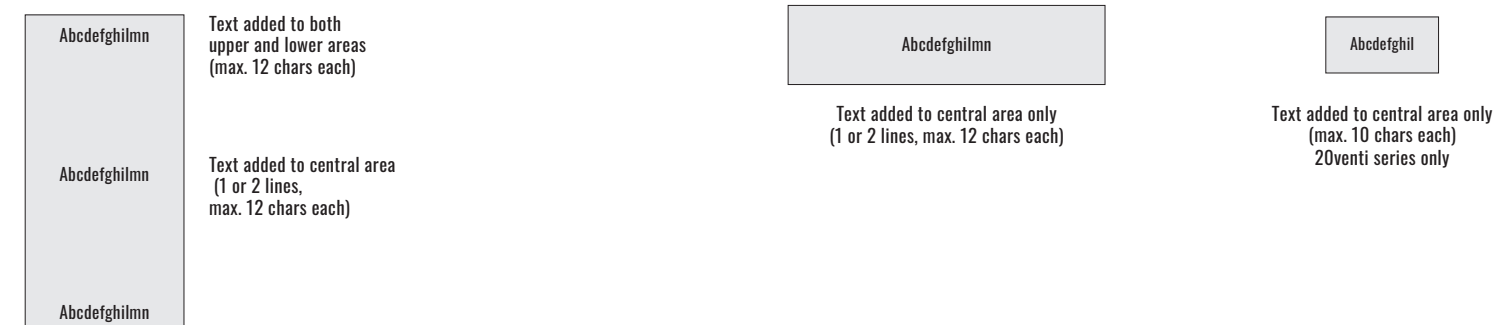 Abcdefghilmn
Text added to both
upper and lower areas
(max. 12 chars each)
Abcdefghilmn
Text added to central area
(1 or 2 lines,
max. 12 chars each)
Abcdefghilmn
Abcdefghilmn
Text added to central area only
(1 or 2 lines, max. 12 chars each)
Abcdefghil
Text added to central area only
(max. 10 chars each)
20venti series only